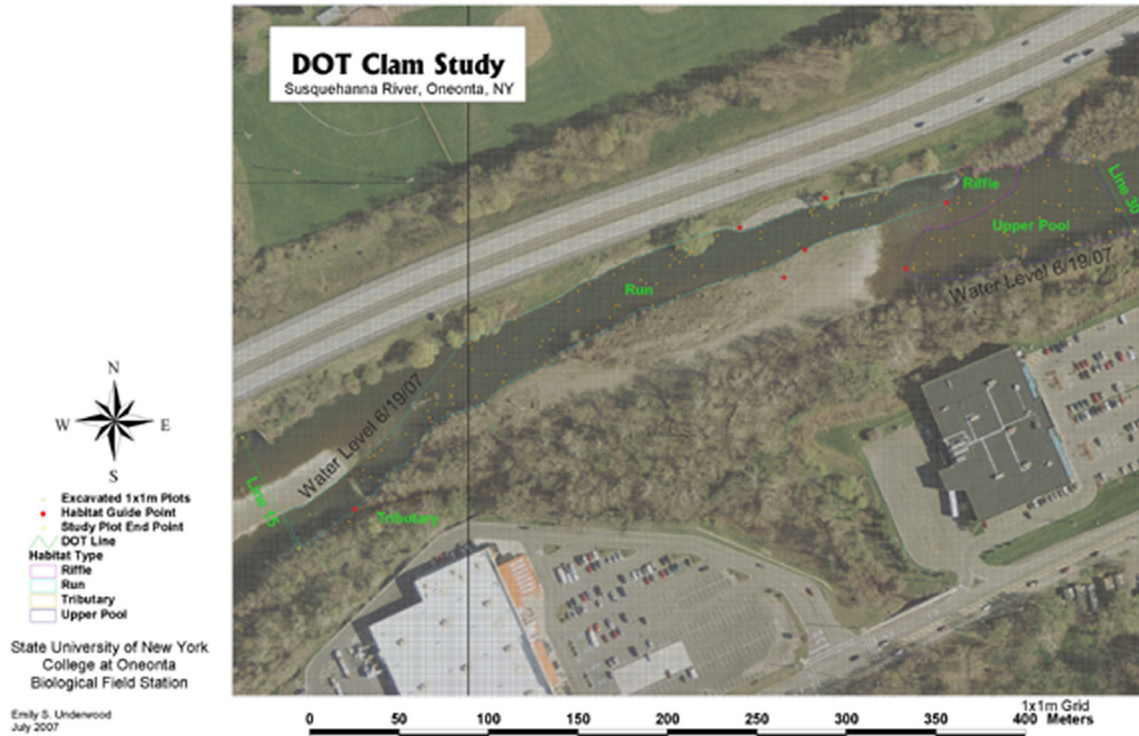 DOT Clam Study
Susquehanna River, Oneonta, NY
Riffle
Line 30
Upper Pool
Water Level 6/19/07
Run
Water Level 6/19/07
Line 15
Tributary
N
W E
S
Excavated 1x1m Plots
Habitat Guide Point
Study Plot End Point
DOT Line
Habitat Type
Riffle
Run
Tributary
Upper Pool
State University of New York
College at Oneonta
Biological Field Station
Emily S. Underwood
July 2007
1x1m Grid
0 50 100 150 200 250 300 350 400 Meters